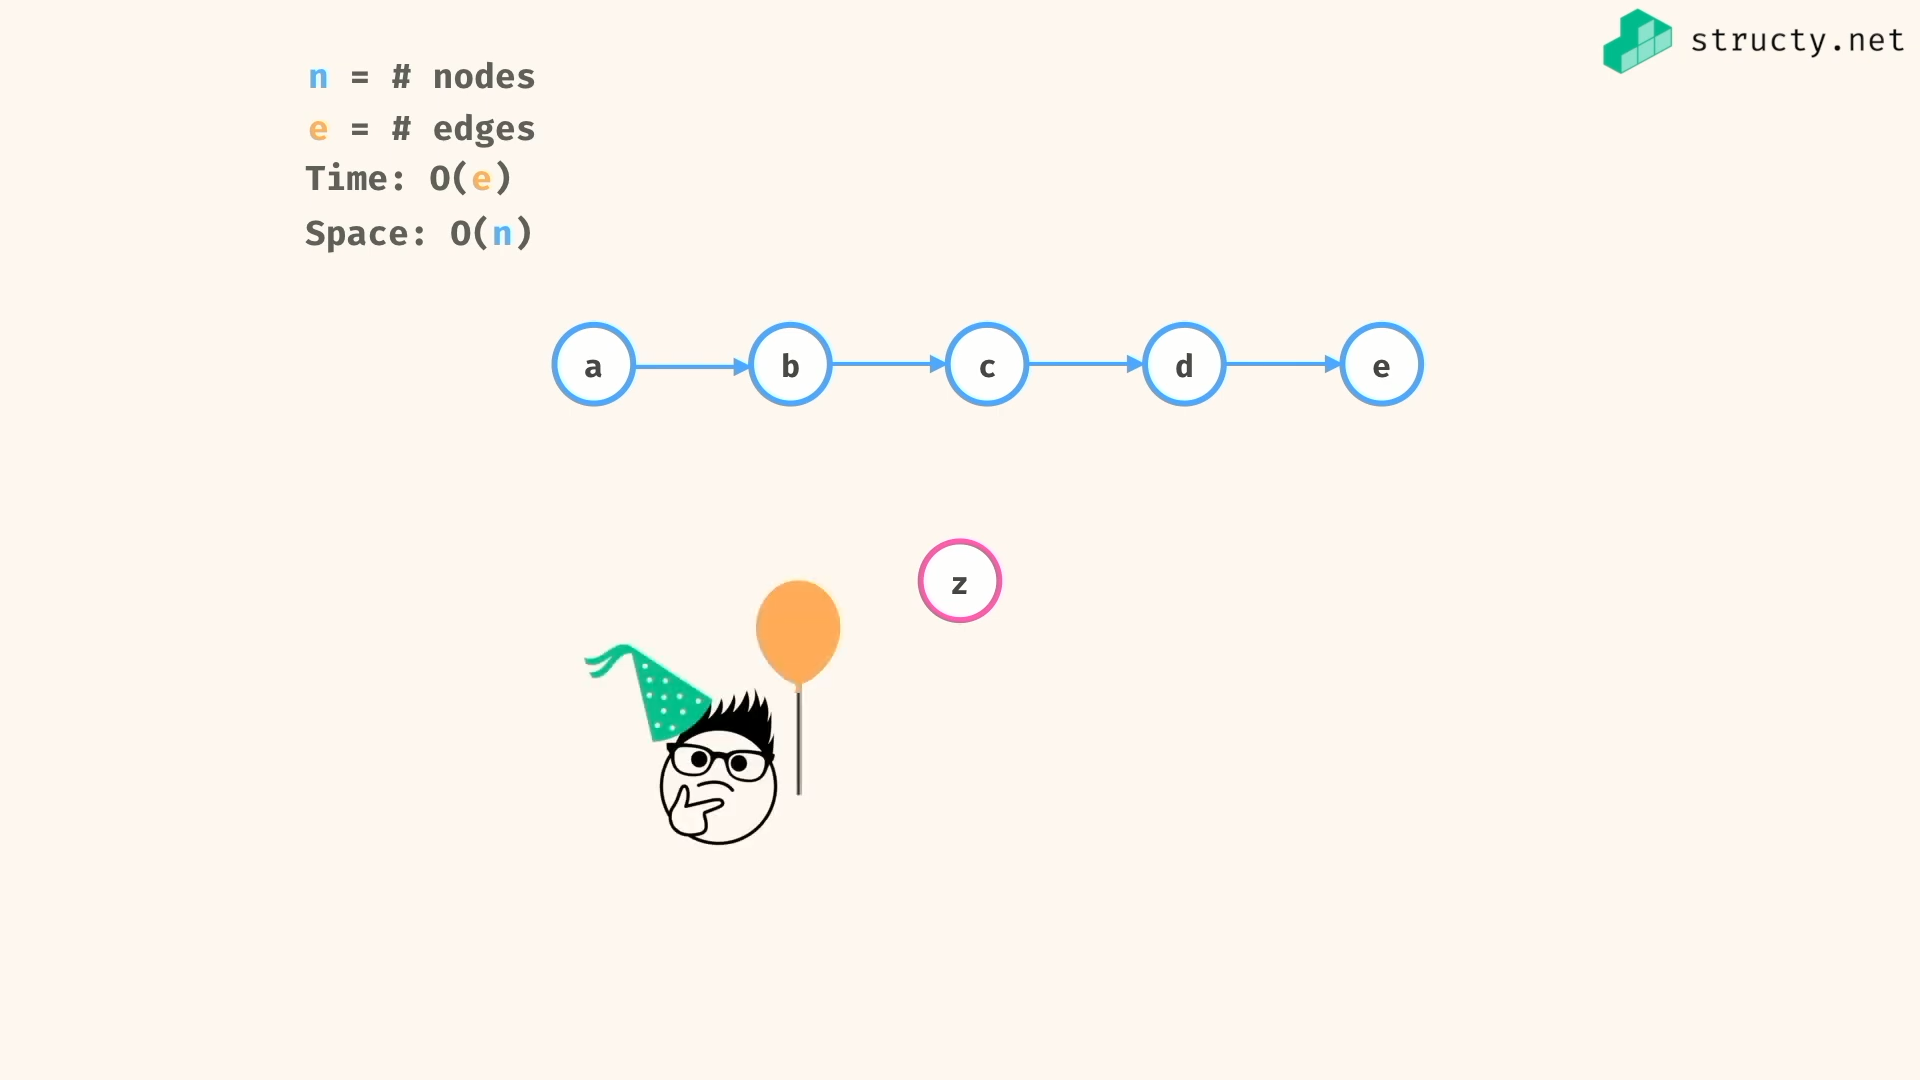 structy.net
n = # nodes
e = # edges
Time: O(e)
Space: O(n)
a b c d e
z